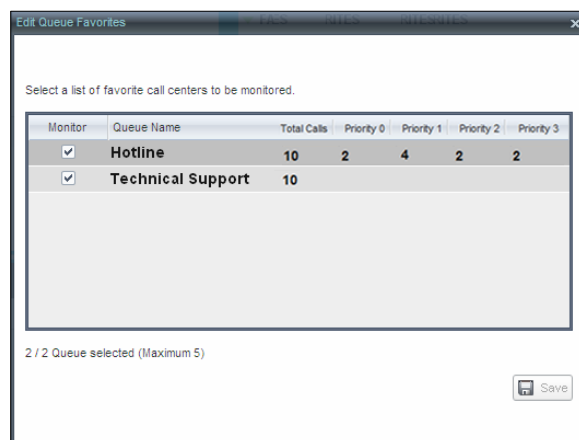 Edit Queue Favorites
Select a list of favorite call centers to be monitored.
Monitor Queue Name Total Calls Priority 0 Priority 1 Priority 2 Priority 3
Hotline 10 2 4 2 2
Technical Support 10
2 / 2 Queue selected (Maximum 5)
Save